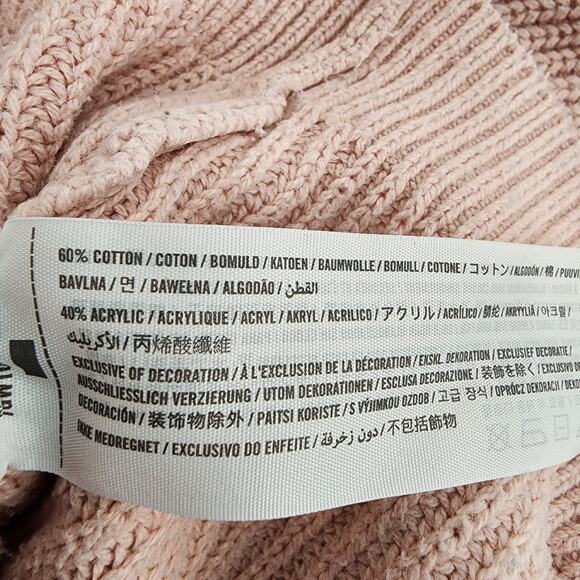 60% COTTON / COTON / BOMULD / KATOEN / BAUMWOLLE / BOMULL / COTONE / コットン / ALGODÓN / 棉 / PUUVI
BAVLNA / 면 / BAWEŁNA / ALGODÃO / القطن
40% ACRYLIC / ACRYLIQUE / ACRYL / AKRYL / ACRILICO / アクリル / ACRÍLICO / 腈纶 / AKRYYLIÄ / 아크릴 /
الأكريليك / 丙烯酸纖維
EXCLUSIVE OF DECORATION / À L'EXCLUSION DE LA DÉCORATION / EKSKL. DEKORATION / EXCLUSIEF DECORATIE /
AUSSCHLIESSLICH VERZIERUNG / UTOM DEKORATIONEN / ESCLUSA DECORAZIONE / 装飾を除く / EXCLUSIVO DE
DECORACIÓN / 装饰物除外 / PAITSI KORISTE / S VÝJIMKOU OZDOB / 고급 장식 / OPRÓCZ DEKORACJI /
IKKE MEDREGNET / EXCLUSIVO DO ENFEITE / دون زخرفة / 不包括飾物